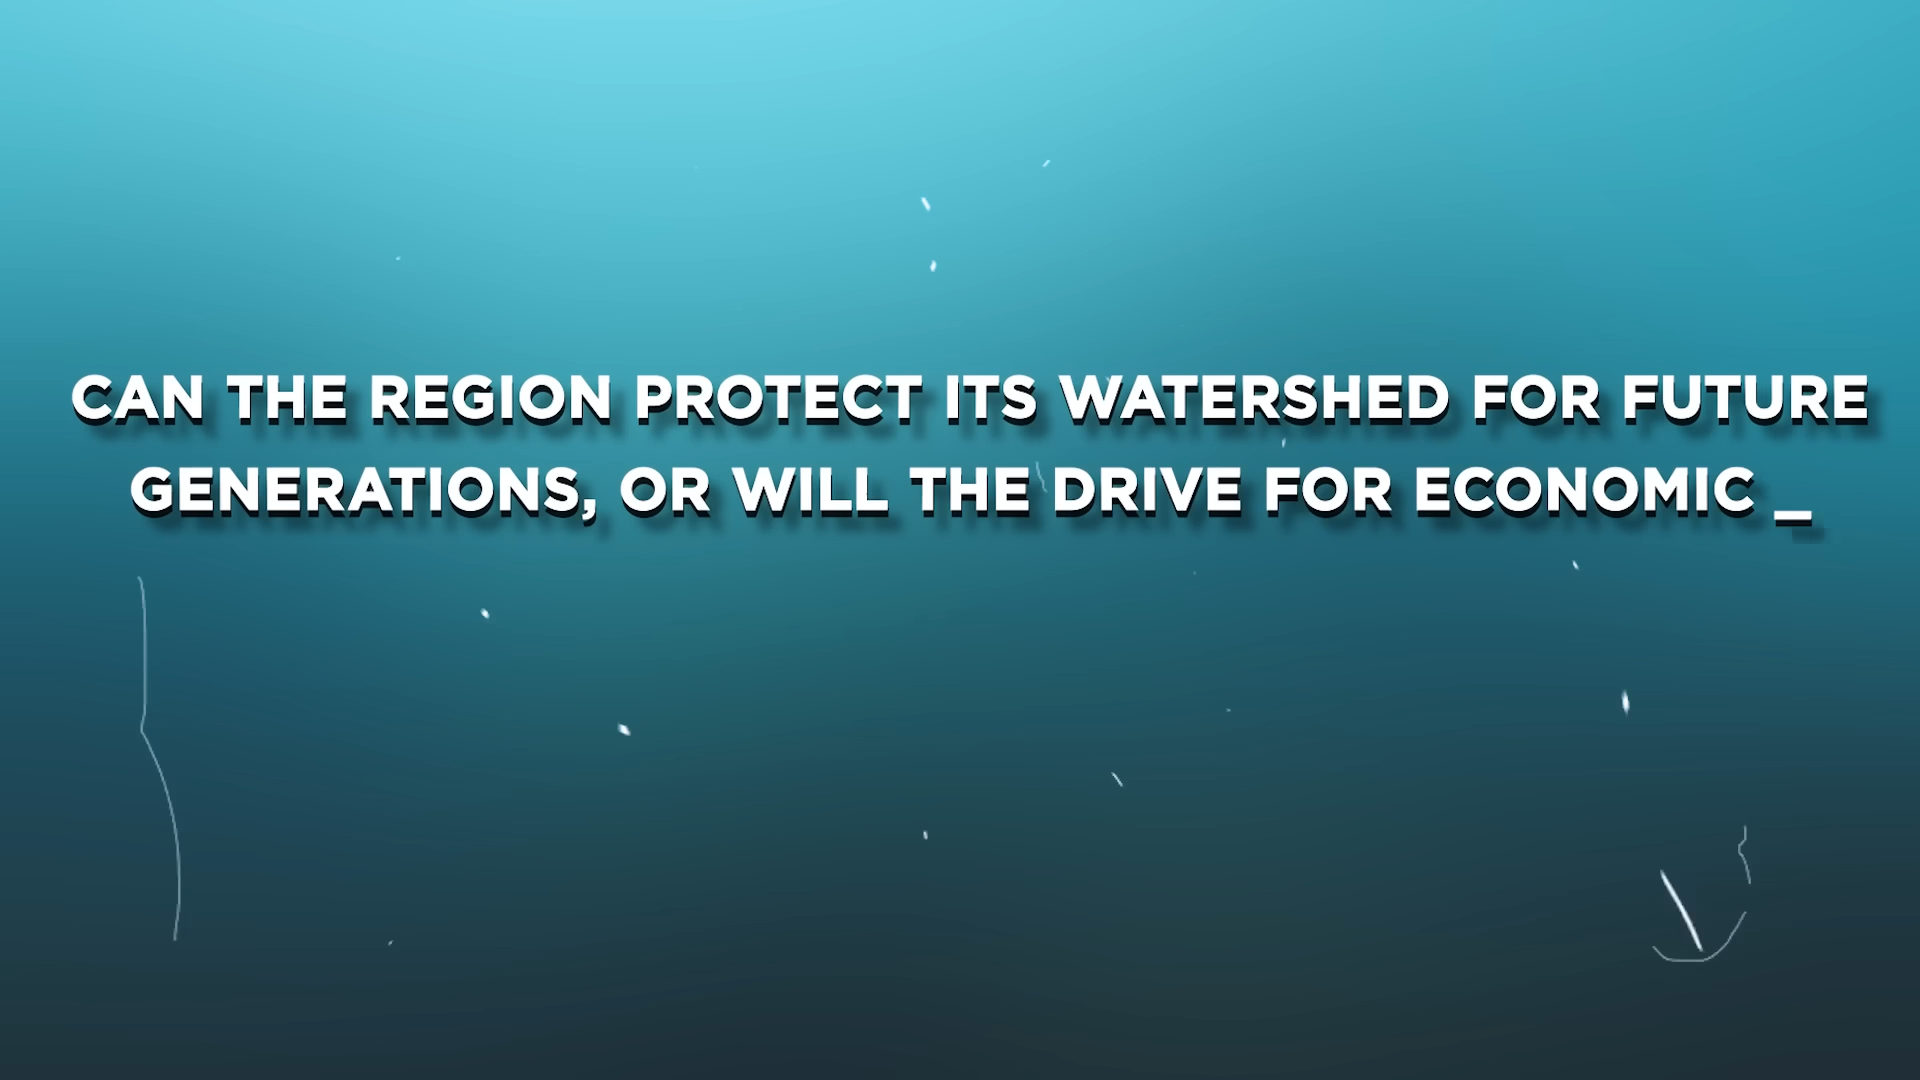 CAN THE REGION PROTECT ITS WATERSHED FOR FUTURE
GENERATIONS, OR WILL THE DRIVE FOR ECONOMIC _